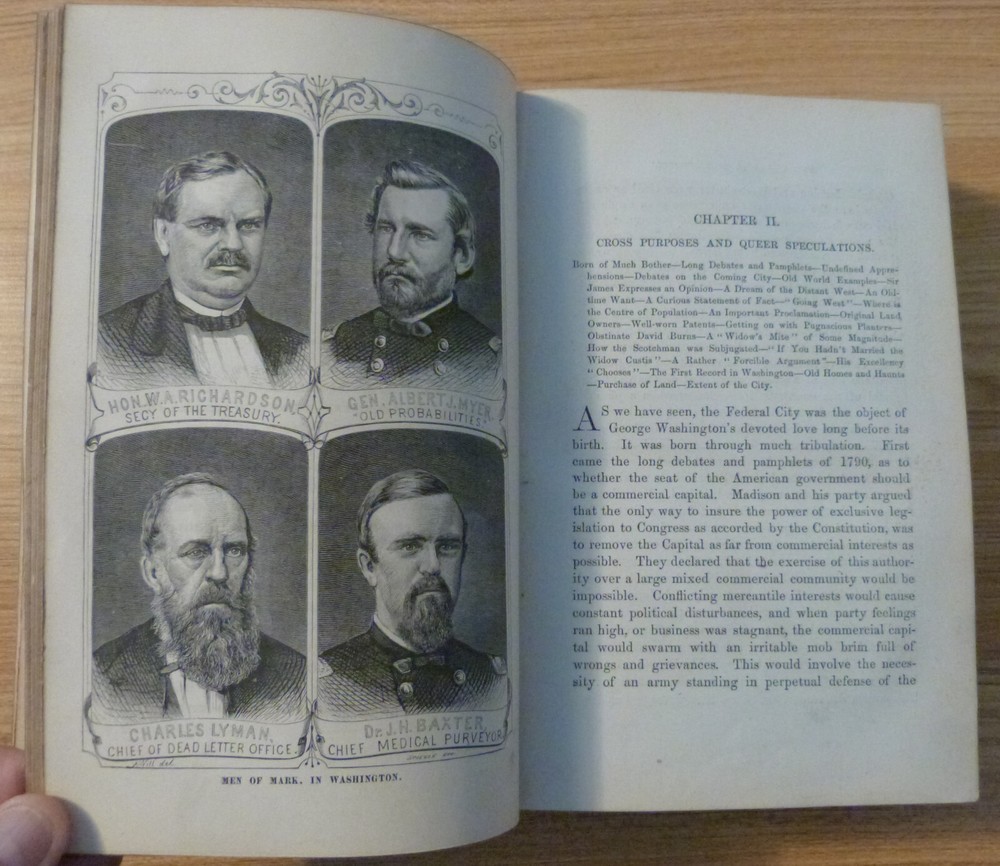 HON. W. A. RICHARDSON,
SECY OF THE TREASURY.
GEN. ALBERT J. MYER,
"OLD PROBABILITIES."
CHARLES LYMAN,
CHIEF OF DEAD LETTER OFFICE.
Dr. J. H. BAXTER,
CHIEF MEDICAL PURVEYOR
MEN OF MARK. IN WASHINGTON.
CHAPTER II.
CROSS PURPOSES AND QUEER SPECULATIONS.
Born of Much Bother—Long Debates and Pamphlets—Undefined Appre-
hensions—Debates on the Coming City—Old World Examples—Sir
James Expresses an Opinion—A Dream of the Distant West—An Old-
time Want—A Curious Statement of Fact—"Going West"—Where is
the Centre of Population—An Important Proclamation—Original Land
Owners—Well-worn Patents—Getting on with Pugnacious Planters—
Obstinate David Burns—A "Widow's Mite" of Some Magnitude—
How the Scotchman was Subjugated—"If You Hadn't Married the
Widow Custis"—A Rather "Forcible Argument"—His Excellency
"Chooses"—The First Record in Washington—Old Homes and Haunts
—Purchase of Land—Extent of the City.
AS we have seen, the Federal City was the object of
George Washington's devoted love long before its
birth. It was born through much tribulation. First
came the long debates and pamphlets of 1790, as to
whether the seat of the American government should
be a commercial capital. Madison and his party argued
that the only way to insure the power of exclusive leg-
islation to Congress as accorded by the Constitution, was
to remove the Capital as far from commercial interests as
possible. They declared that the exercise of this author-
ity over a large mixed commercial community would be
impossible. Conflicting mercantile interests would cause
constant political disturbances, and when party feelings
ran high, or business was stagnant, the commercial capi-
tal would swarm with an irritable mob brim full of
wrongs and grievances. This would involve the neces-
sity of an army standing in perpetual defense of the